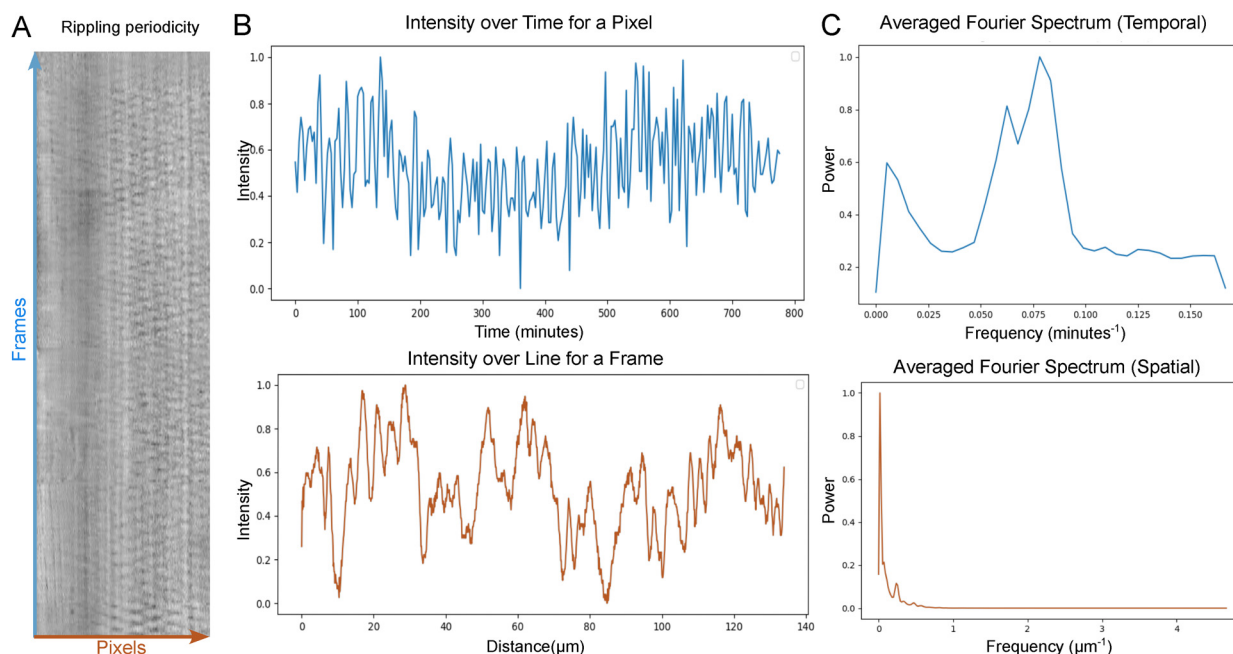 A
Rippling periodicity
Frames
Pixels
B
Intensity over Time for a Pixel
Intensity
1.0
0.8
0.6
0.4
0.2
0.0
0 100 200 300 400 500 600 700 800
Time (minutes)
Intensity over Line for a Frame
Intensity
1.0
0.8
0.6
0.4
0.2
0.0
0 20 40 60 80 100 120 140
Distance(µm)
C
Averaged Fourier Spectrum (Temporal)
Power
1.0
0.8
0.6
0.4
0.2
0.000 0.025 0.050 0.075 0.100 0.125 0.150
Frequency (minutes⁻¹)
Averaged Fourier Spectrum (Spatial)
Power
1.0
0.8
0.6
0.4
0.2
0.0
0 1 2 3 4
Frequency (µm⁻¹)